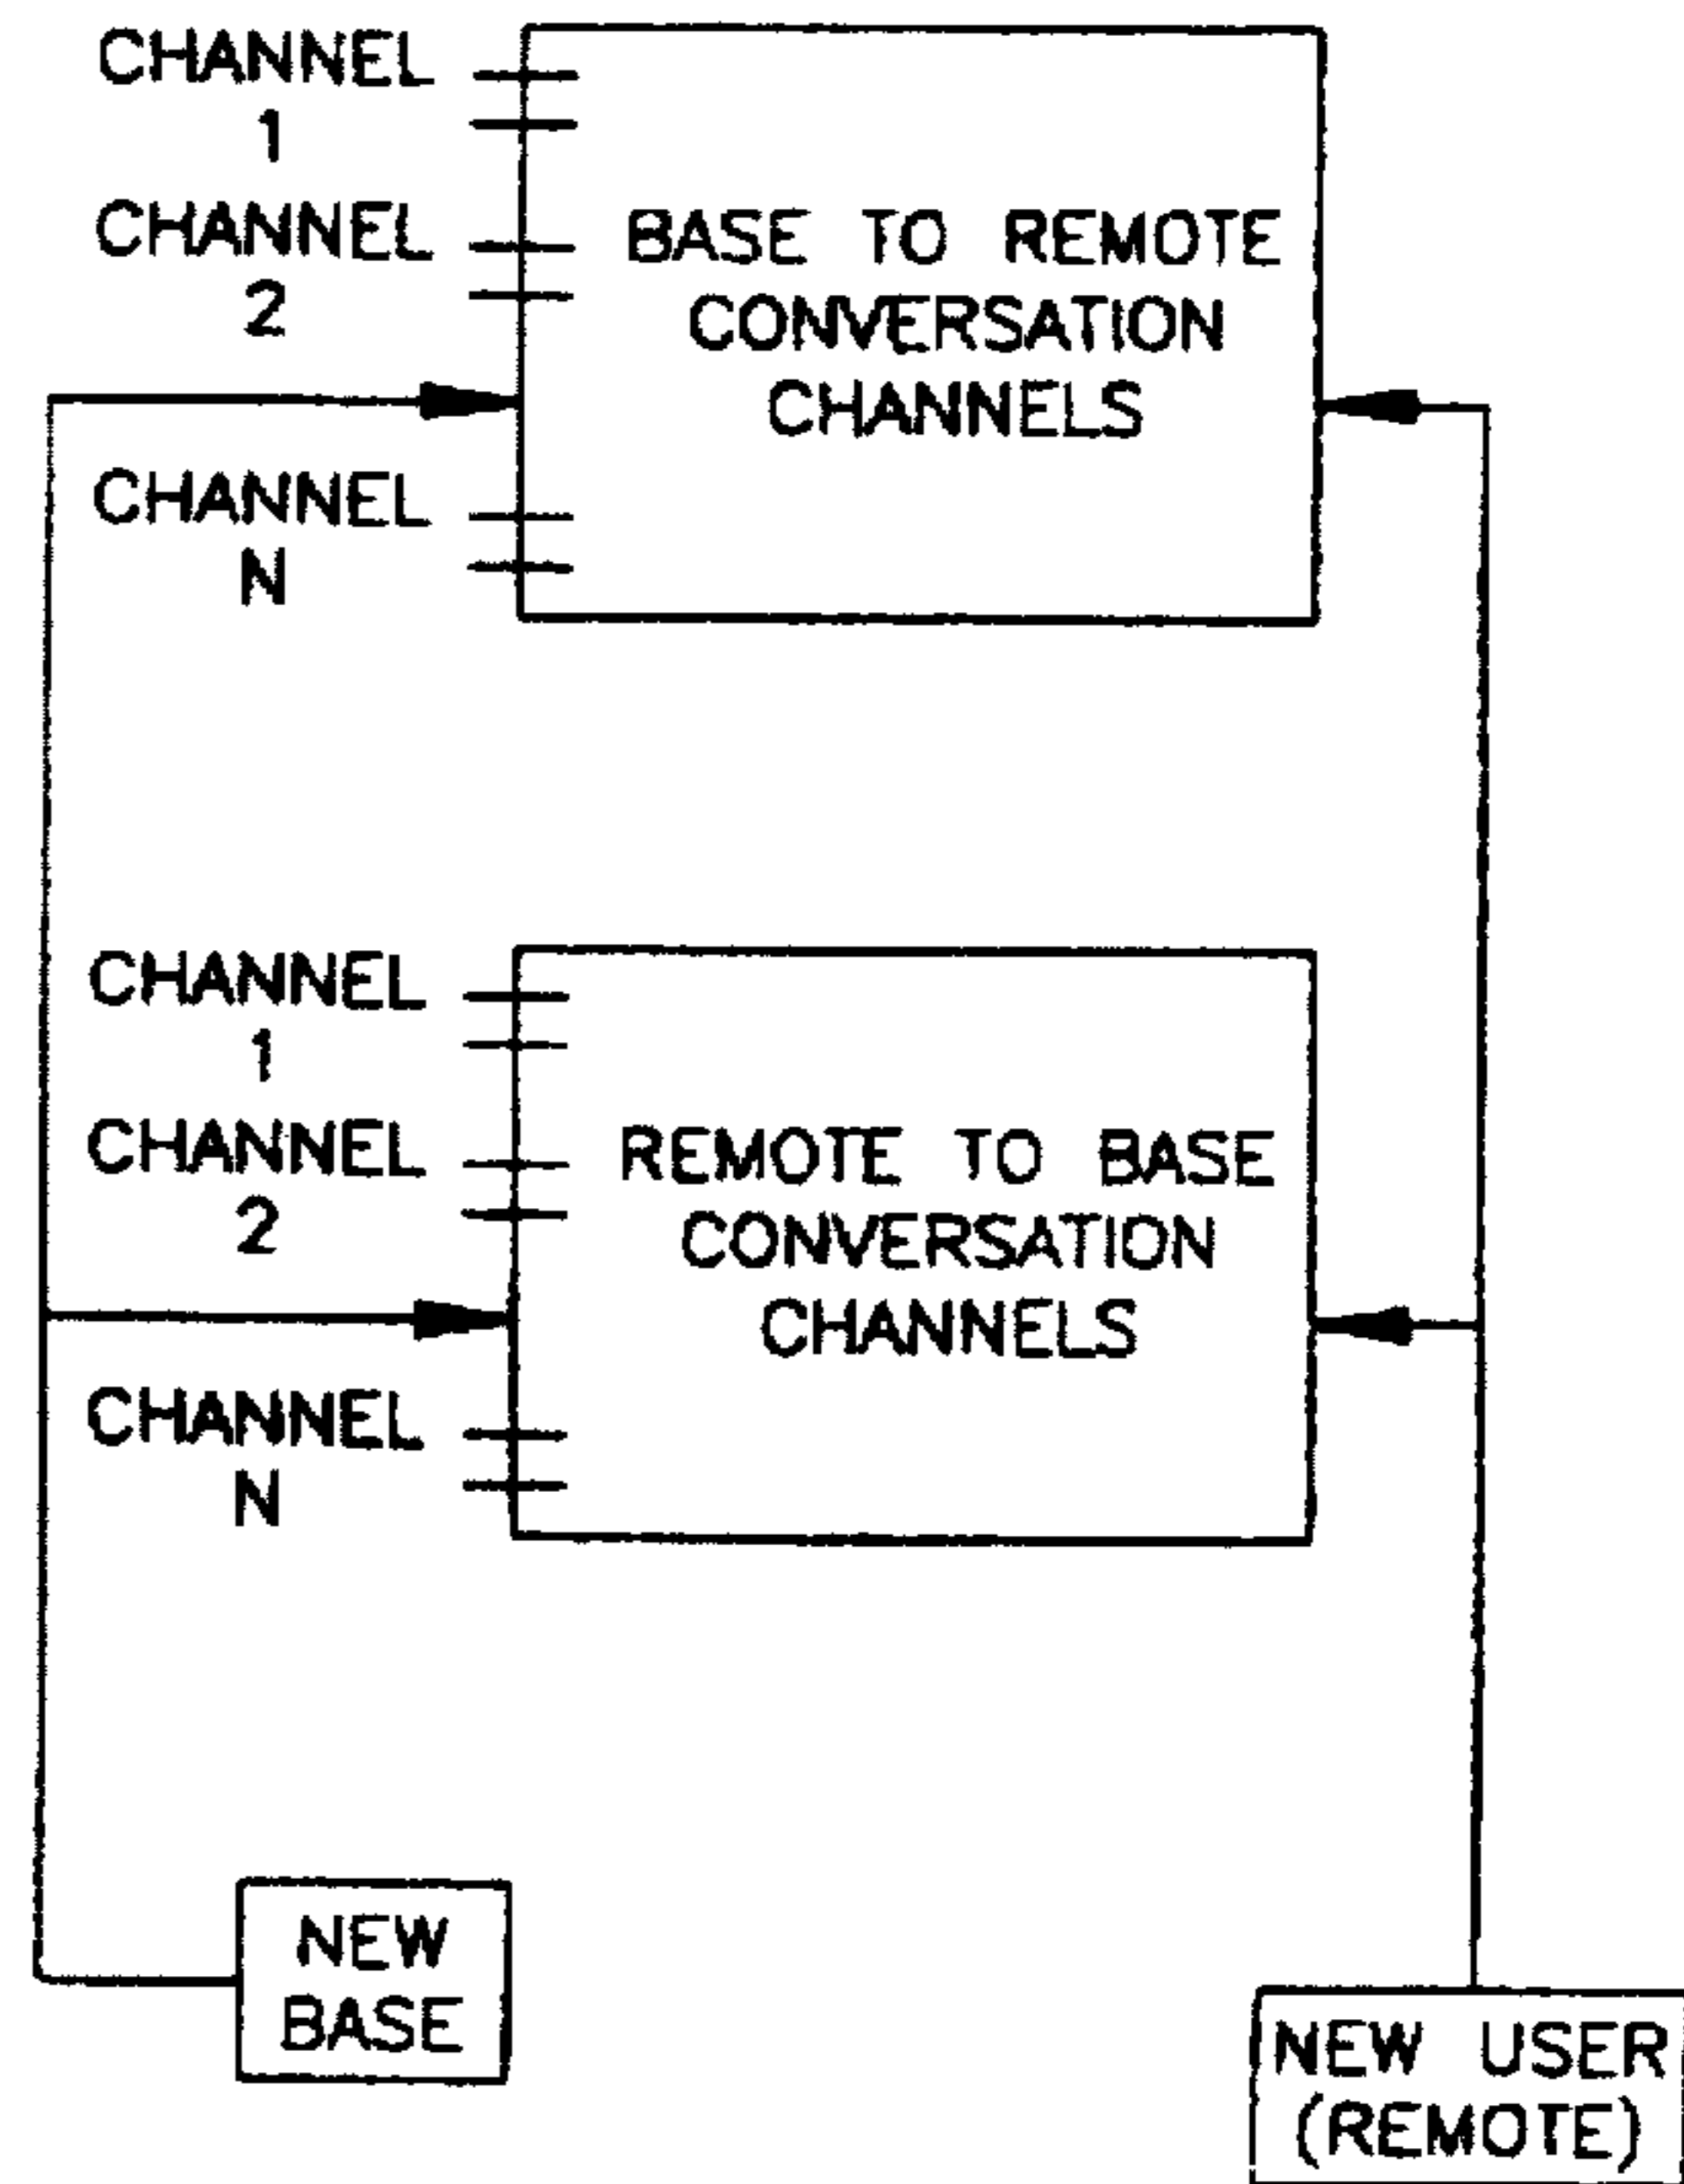 CHANNEL
1
CHANNEL
2
CHANNEL
N
BASE TO REMOTE
CONVERSATION
CHANNELS
CHANNEL
1
CHANNEL
2
CHANNEL
N
REMOTE TO BASE
CONVERSATION
CHANNELS
NEW
BASE
NEW USER
(REMOTE)